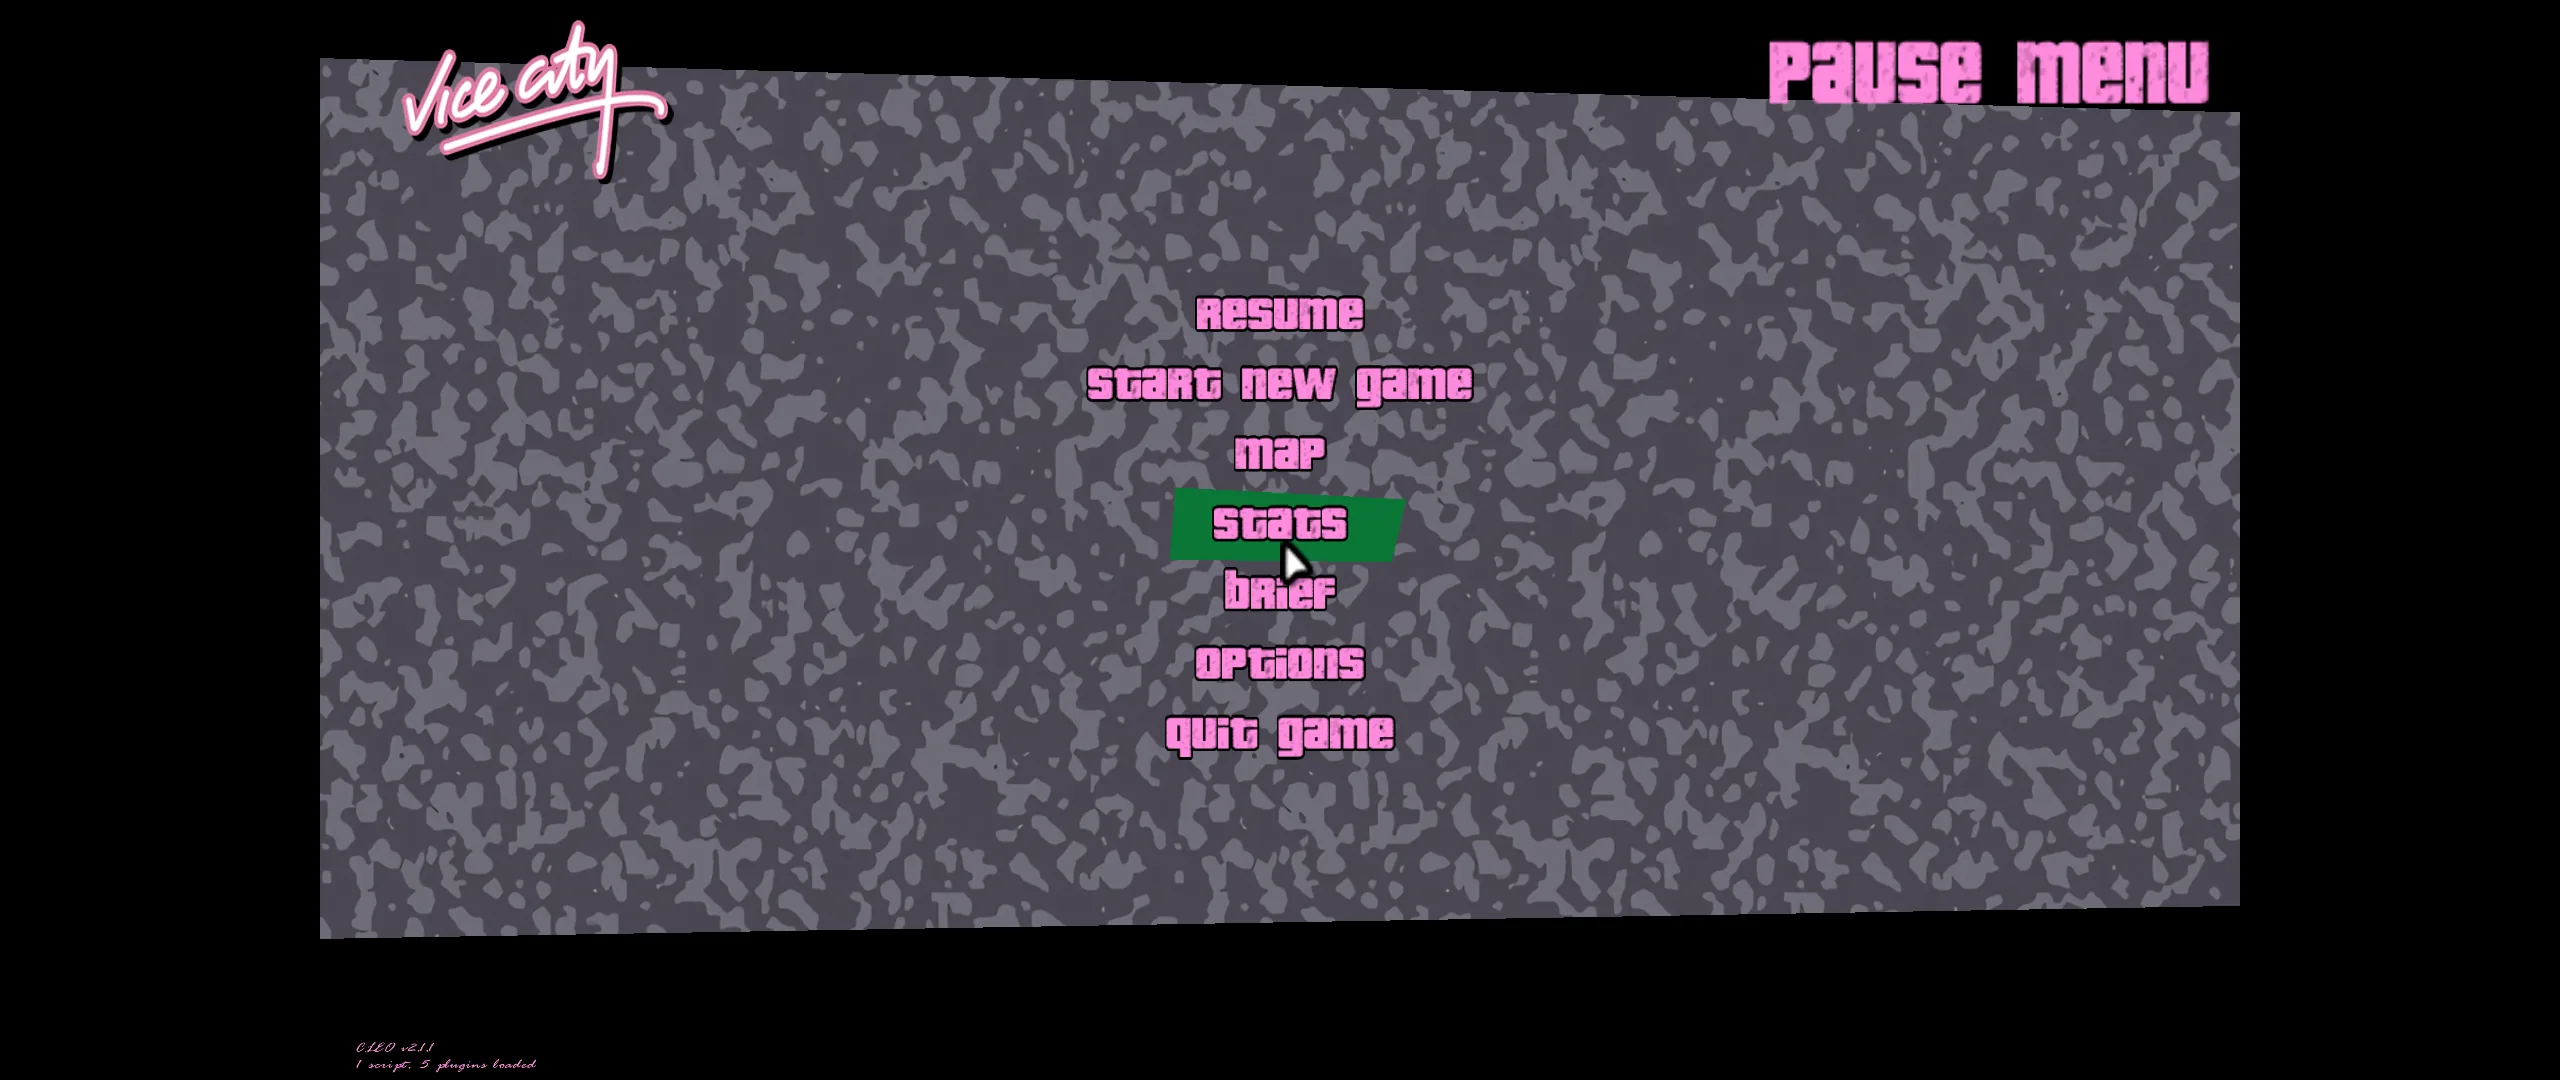 Vice City
Pause menu
Resume
Start new game
map
Stats
brief
Options
quit game
CLEO v2.1.1
1 script, 5 plugins loaded